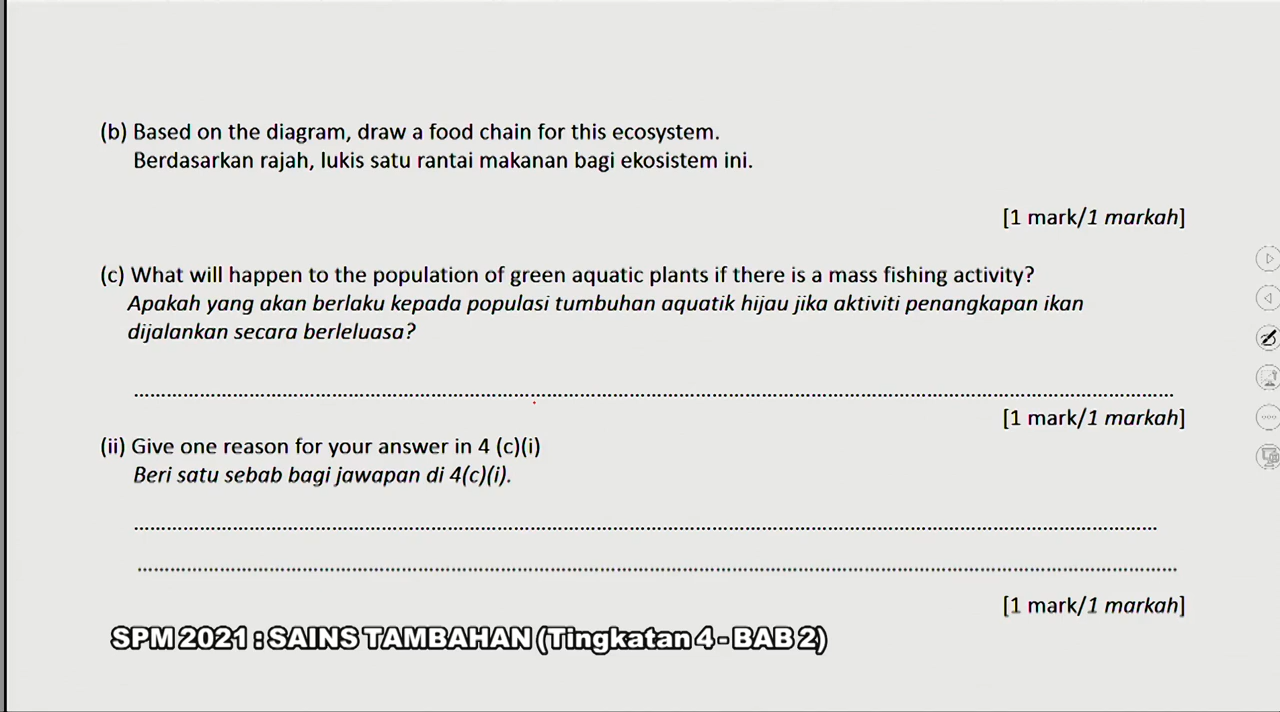 (b) Based on the diagram, draw a food chain for this ecosystem.
Berdasarkan rajah, lukis satu rantai makanan bagi ekosistem ini.
[1 mark/1 markah]
(c) What will happen to the population of green aquatic plants if there is a mass fishing activity?
Apakah yang akan berlaku kepada populasi tumbuhan aquatik hijau jika aktiviti penangkapan ikan
dijalankan secara berleluasa?
[1 mark/1 markah]
(ii) Give one reason for your answer in 4 (c)(i)
Beri satu sebab bagi jawapan di 4(c)(i).
[1 mark/1 markah]
SPM 2021 : SAINS TAMBAHAN (Tingkatan 4 - BAB 2)